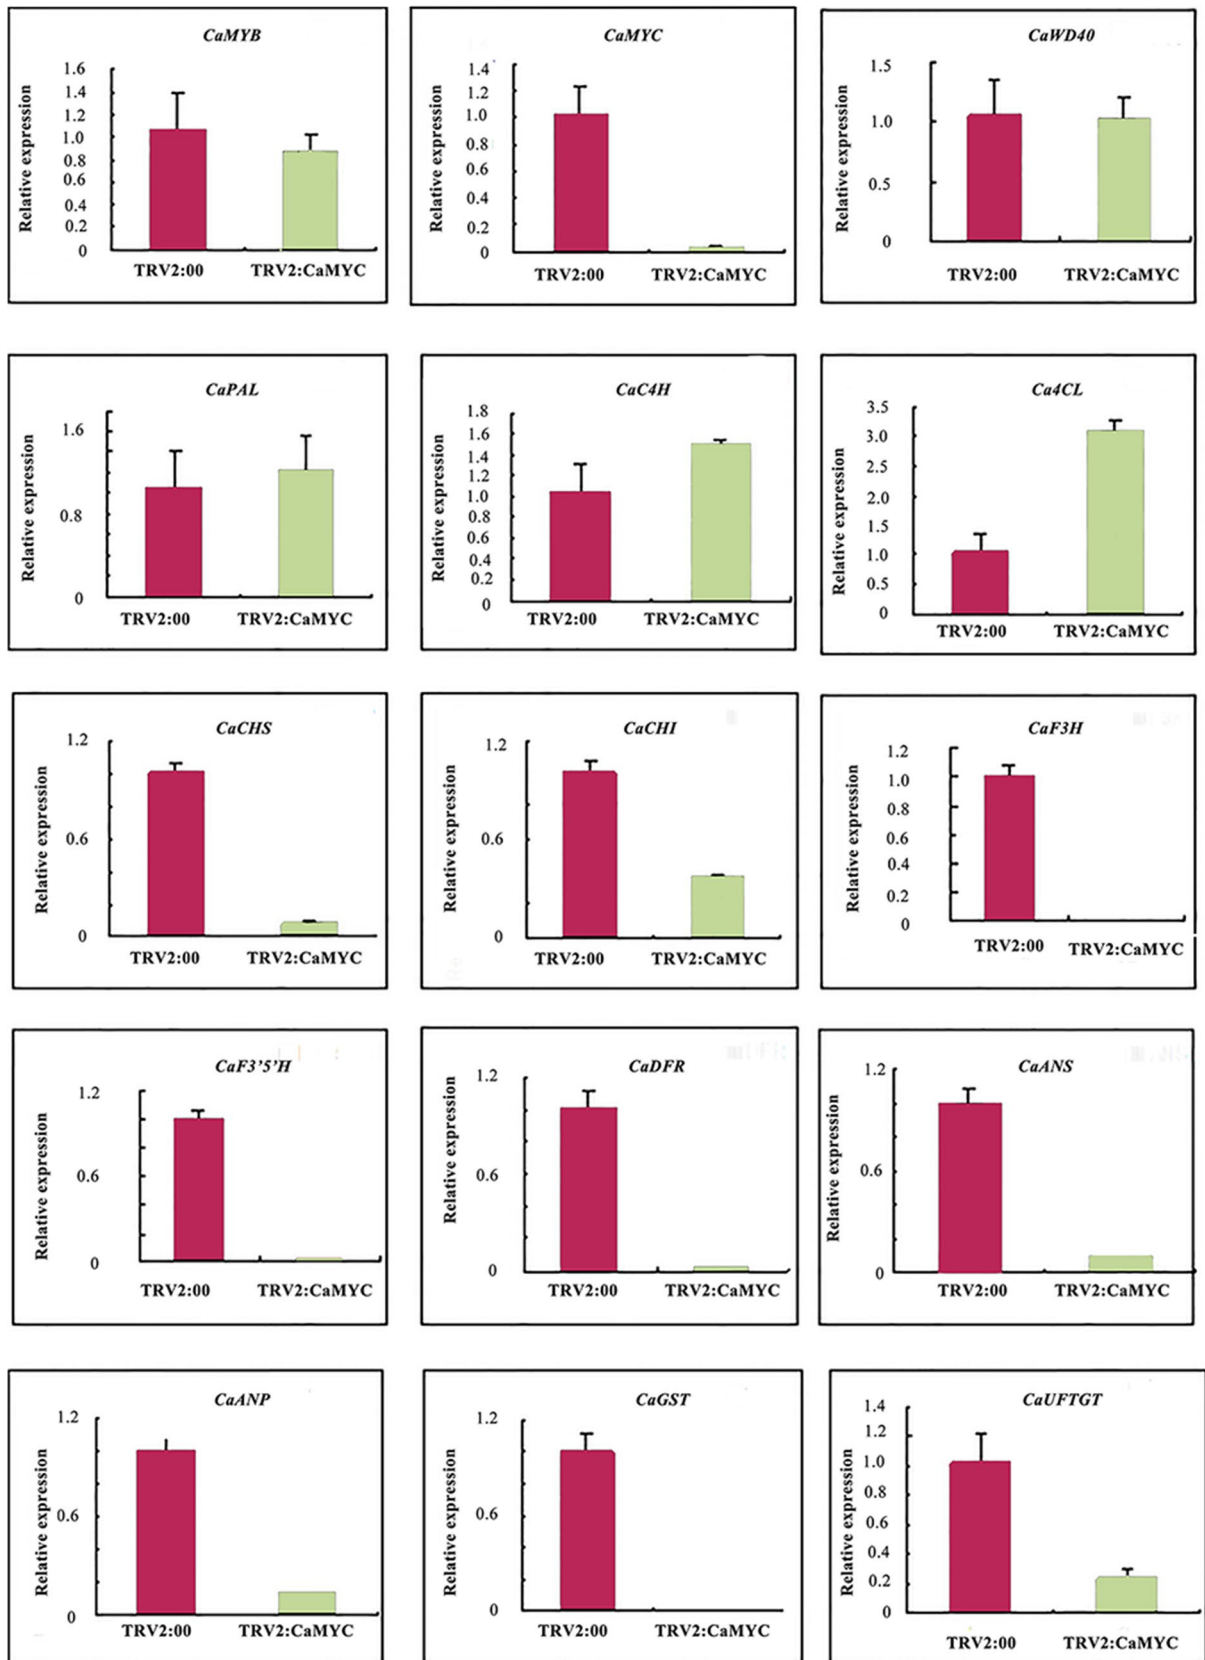 CaMYB
1.6
1.4
1.2
1.0
0.8
0.6
0.4
0.2
0
Relative expression
TRV2:00 TRV2:CaMYC
CaMYC
1.4
1.2
1.0
0.8
0.6
0.4
0.2
0
Relative expression
TRV2:00 TRV2:CaMYC
CaWD40
1.5
1.0
0.5
0
Relative expression
TRV2:00 TRV2:CaMYC
CaPAL
1.6
0.8
0
Relative expression
TRV2:00 TRV2:CaMYC
CaC4H
1.8
1.6
1.4
1.2
1.0
0.8
0.6
0.4
0.2
0
Relative expression
TRV2:00 TRV2:CaMYC
Ca4CL
3.5
3.0
2.5
2.0
1.5
1.0
0.5
0
Relative expression
TRV2:00 TRV2:CaMYC
CaCHS
1.2
0.6
0
Relative expression
TRV2:00 TRV2:CaMYC
CaCHI
1.2
0.6
0
Relative expression
TRV2:00 TRV2:CaMYC
CaF3H
1.2
1.0
0.8
0.6
0.4
0.2
0
Relative expression
TRV2:00 TRV2:CaMYC
CaF3’5’H
1.2
0.6
0
Relative expression
TRV2:00 TRV2:CaMYC
CaDFR
1.2
0.6
0
Relative expression
TRV2:00 TRV2:CaMYC
CaANS
1.2
0.6
0
Relative expression
TRV2:00 TRV2:CaMYC
CaANP
1.2
0.6
0
Relative expression
TRV2:00 TRV2:CaMYC
CaGST
1.2
0.6
0
Relative expression
TRV2:00 TRV2:CaMYC
CaUFTGT
1.4
1.2
1.0
0.8
0.6
0.4
0.2
0
Relative expression
TRV2:00 TRV2:CaMYC